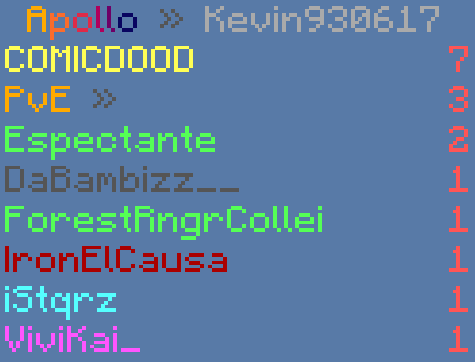 Apollo » Kevin930617
COMICDOOD 7
PvE » 3
Espectante 2
DaBambizz__ 1
ForestRngrCollei 1
IronElCausa 1
iStqrz 1
ViviKai_ 1